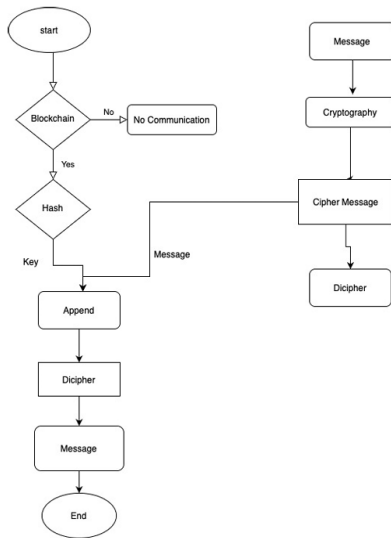 start
Message
Blockchain
No
No Communication
Cryptography
Yes
Hash
Cipher Message
Key
Message
Append
Dicipher
Dicipher
Message
End